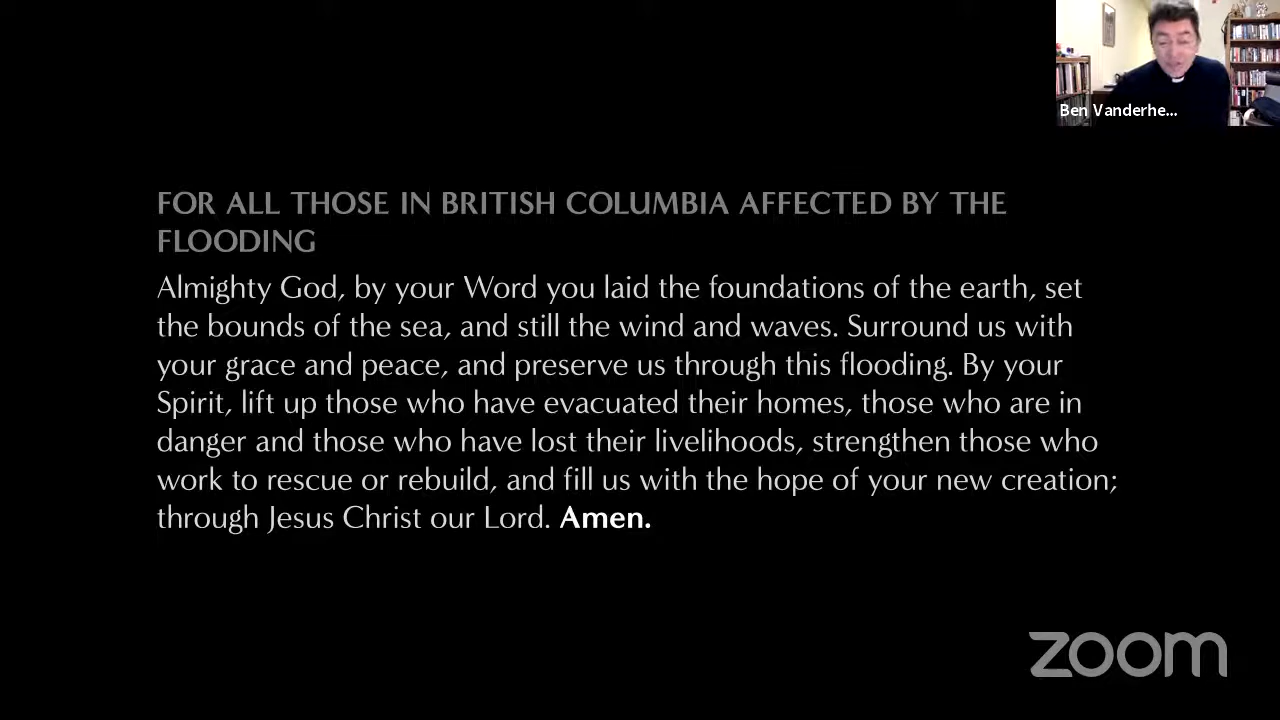 Ben Vanderhe...
FOR ALL THOSE IN BRITISH COLUMBIA AFFECTED BY THE
FLOODING
Almighty God, by your Word you laid the foundations of the earth, set
the bounds of the sea, and still the wind and waves. Surround us with
your grace and peace, and preserve us through this flooding. By your
Spirit, lift up those who have evacuated their homes, those who are in
danger and those who have lost their livelihoods, strengthen those who
work to rescue or rebuild, and fill us with the hope of your new creation;
through Jesus Christ our Lord. Amen.
zoom